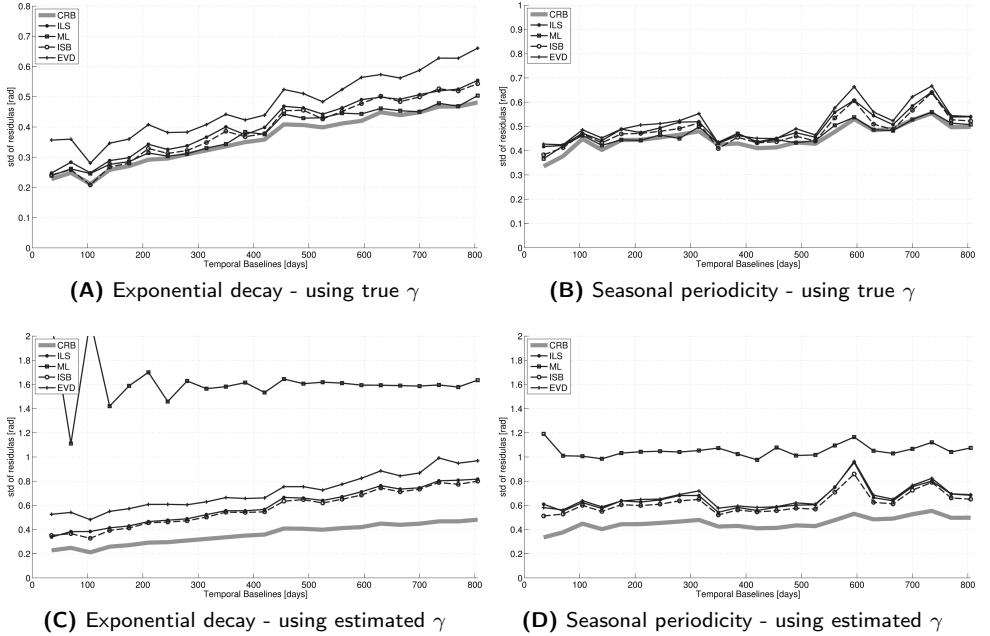 CRB
ILS
ML
ISB
EVD
std of residulas [rad]
0.8
0.7
0.6
0.5
0.4
0.3
0.2
0.1
0
0 100 200 300 400 500 600 700 800
Temporal Baselines [days]
(A) Exponential decay - using true γ
CRB
ILS
ML
ISB
EVD
std of residulas [rad]
1
0.9
0.8
0.7
0.6
0.5
0.4
0.3
0.2
0.1
0
0 100 200 300 400 500 600 700 800
Temporal Baselines [days]
(B) Seasonal periodicity - using true γ
CRB
ILS
ML
ISB
EVD
std of residulas [rad]
2
1.8
1.6
1.4
1.2
1
0.8
0.6
0.4
0.2
0
0 100 200 300 400 500 600 700 800
Temporal Baselines [days]
(C) Exponential decay - using estimated γ
CRB
ILS
ML
ISB
EVD
std of residulas [rad]
2
1.8
1.6
1.4
1.2
1
0.8
0.6
0.4
0.2
0
0 100 200 300 400 500 600 700 800
Temporal Baselines [days]
(D) Seasonal periodicity - using estimated γ